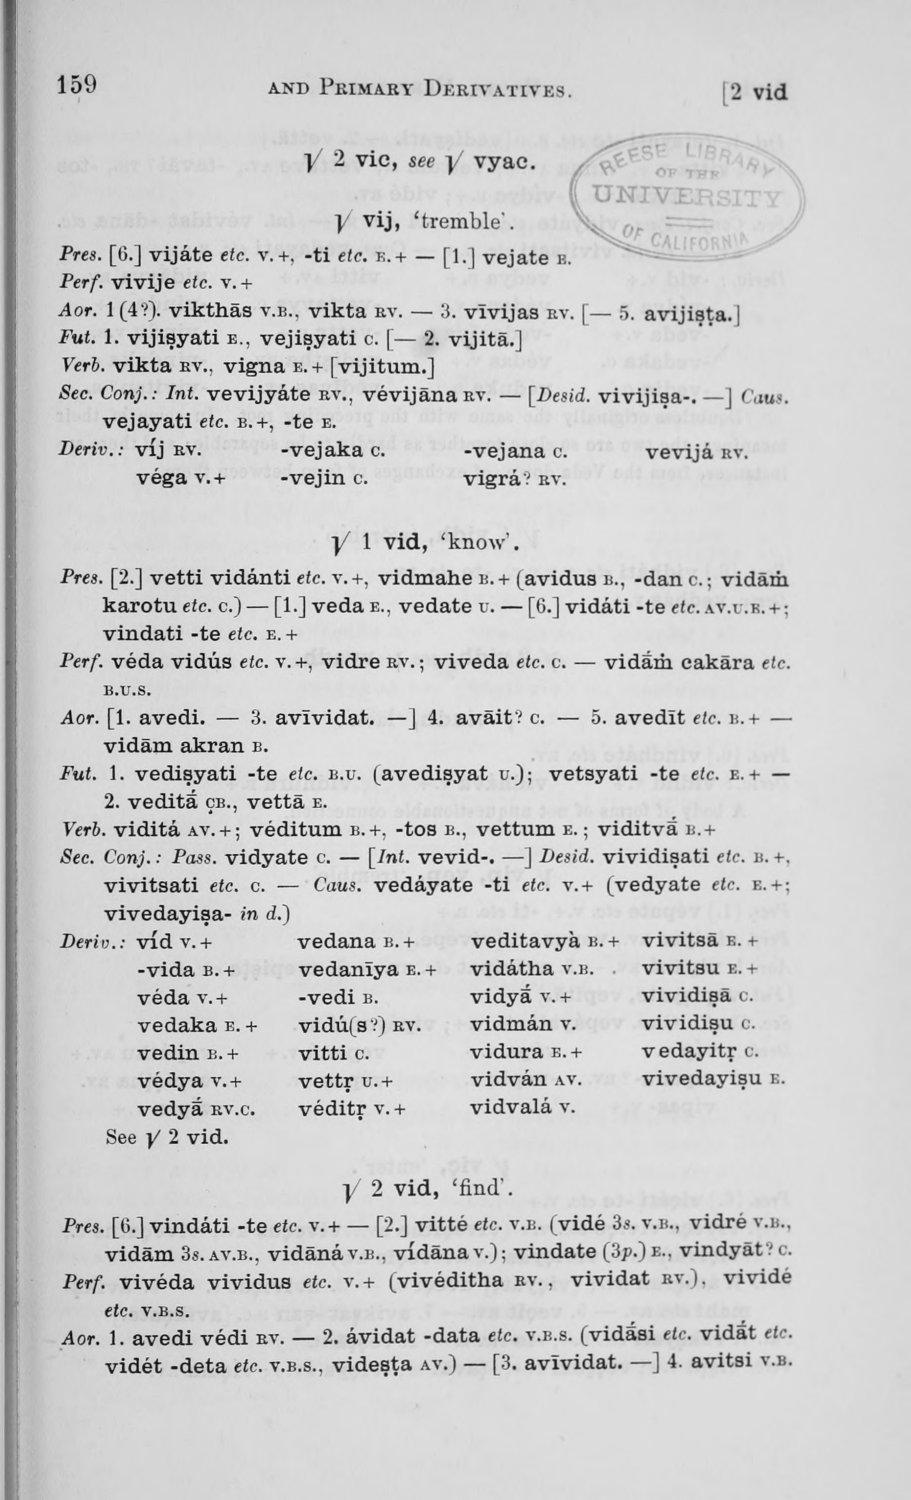 159 AND PRIMARY DERIVATIVES. [2 vid
REESE LIBRARY
OF THE
UNIVERSITY
OF CALIFORNIA
√ 2 vic, see √ vyac.
√ vij, ‘tremble’.
Pres. [6.] vijáte etc. V.+, -ti etc. E.+ — [1.] vejate E.
Perf. vivije etc. V.+
Aor. 1(4?). vikthās V.B., vikta RV. — 3. vīvijas RV. [— 5. avijiṣṭa.]
Fut. 1. vijiṣyati E., vejiṣyati C. [— 2. vijitā.]
Verb. vikta RV., vigna E.+ [vijitum.]
Sec. Conj.: Int. vevijyáte RV., vévijāna RV. — [Desid. vivijiṣa-. —] Caus.
vejayati etc. B.+, -te E.
Deriv.: víj RV. -vejaka C. -vejana C. vevijá RV.
véga V.+ -vejin C. vigrá? RV.
√ 1 vid, ‘know’.
Pres. [2.] vetti vidánti etc. V.+, vidmahe B.+ (avidus B., -dan C.; vidāṁ
karotu etc. C.) — [1.] veda E., vedate U. — [6.] vidáti -te etc. AV.U.E.+;
vindati -te etc. E.+
Perf. véda vidús etc. V.+, vidre RV.; viveda etc. C. — vidā́ṁ cakāra etc.
B.U.S.
Aor. [1. avedi. — 3. avīvidat. —] 4. avāit? C. — 5. avedīt etc. B.+ —
vidām akran B.
Fut. 1. vediṣyati -te etc. B.U. (avediṣyat U.); vetsyati -te etc. E.+ —
2. veditā́ ÇB., vettā E.
Verb. viditá AV.+; véditum B.+, -tos B., vettum E.; viditvā́ B.+
Sec. Conj.: Pass. vidyate C. — [Int. vevid-. —] Desid. vividiṣati etc. B.+,
vivitsati etc. C. — Caus. vedáyate -ti etc. V.+ (vedyate etc. E.+;
vivedayiṣa- in d.)
Deriv.: víd V.+ vedana B.+ veditavyà B.+ vivitsā E.+
-vida B.+ vedanīya E.+ vidátha V.B. vivitsu E.+
véda V.+ -vedi B. vidyā́ V.+ vividiṣā C.
vedaka E.+ vidú(s?) RV. vidmán V. vividiṣu C.
vedin B.+ vitti C. vidura E.+ vedayitṛ C.
védya V.+ vettṛ U.+ vidván AV. vivedayiṣu E.
vedyā́ RV.C. véditṛ V.+ vidvalá V.
See √ 2 vid.
√ 2 vid, ‘find’.
Pres. [6.] vindáti -te etc. V.+ — [2.] vitté etc. V.B. (vidé 3s. V.B., vidré V.B.,
vidām 3s. AV.B., vidāná V.B., vídāna V.); vindate (3p.) E., vindyāt? C.
Perf. vivéda vividus etc. V.+ (vivéditha RV., vividat RV.), vividé
etc. V.B.S.
Aor. 1. avedi védi RV. — 2. ávidat -data etc. V.B.S. (vidā́si etc. vidā́t etc.
vidét -deta etc. V.B.S., videṣṭa AV.) — [3. avīvidat. —] 4. avitsi V.B.